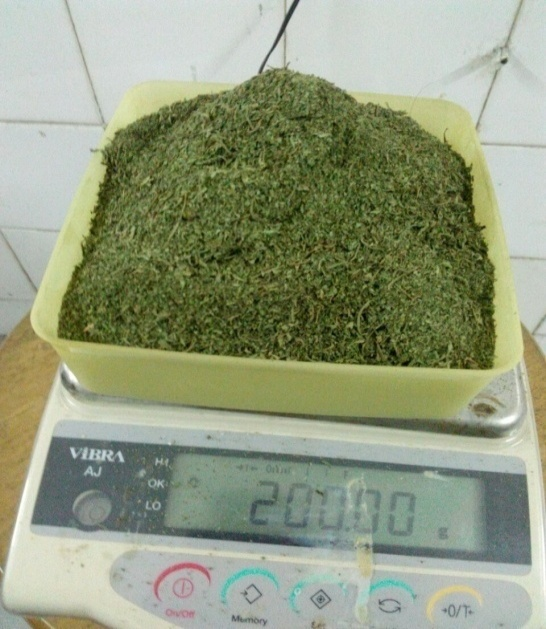 ViBRA
AJ
HI
OK
LO
200.00 g
On/Off
Memory
→0/T←